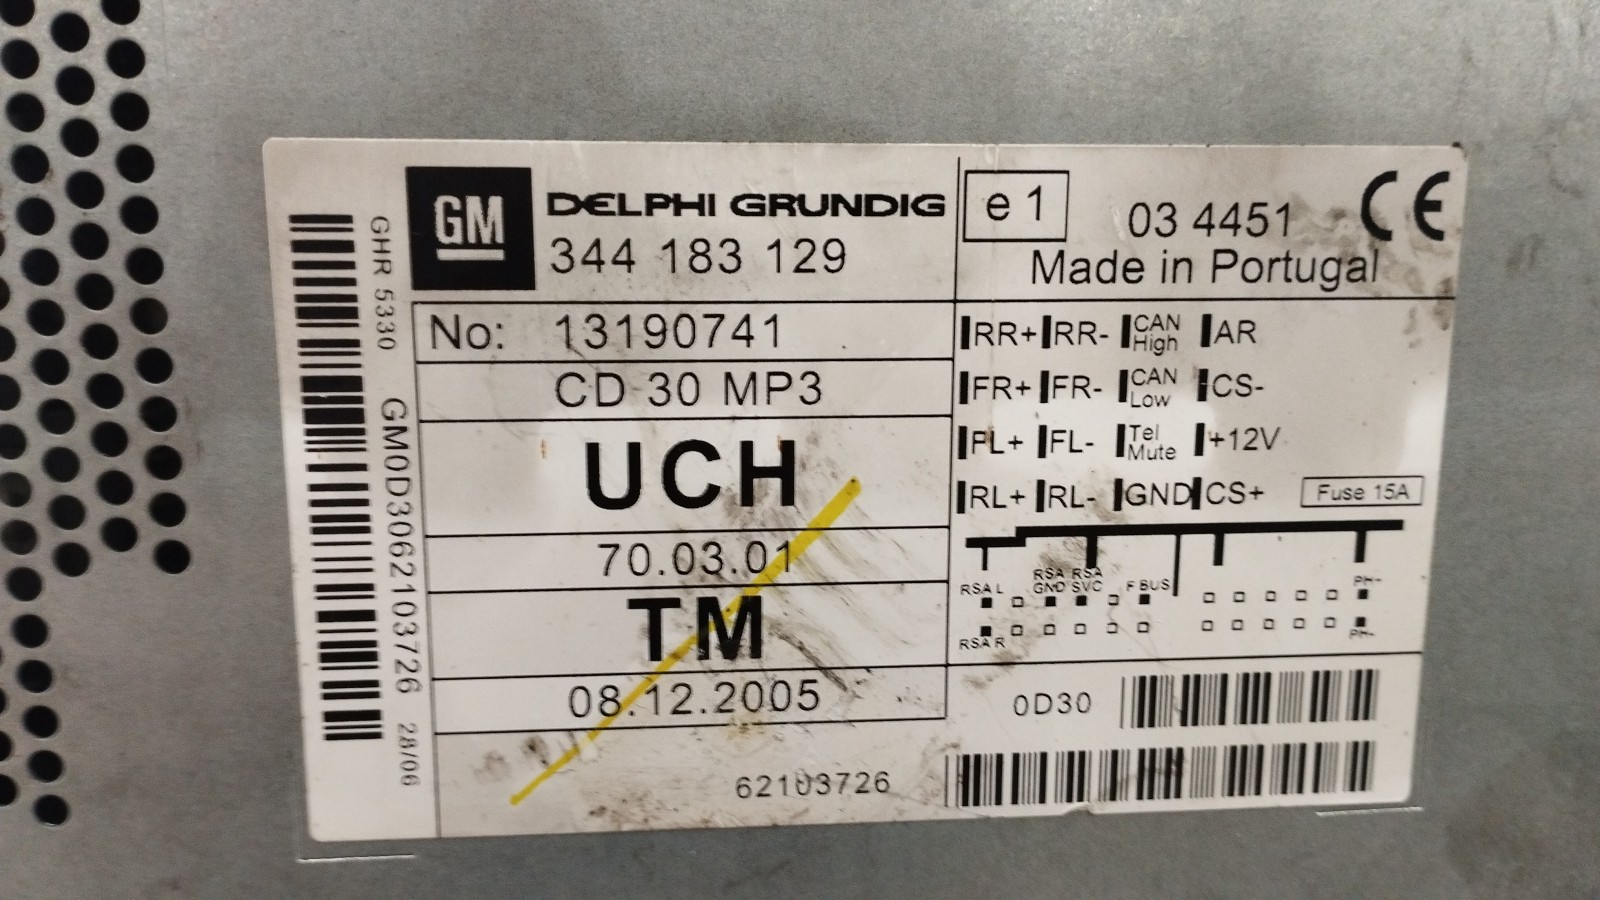 GHR 5330 GM0D3062103726 28/06
GM
DELPHI GRUNDIG
344 183 129
No: 13190741
CD 30 MP3
UCH
70.03.01
TM
08.12.2005
62103726
e1
03 4451
CE
Made in Portugal
RR+ RR- CAN High AR
FR+ FR- CAN Low CS-
FL+ FL- Tel Mute +12V
RL+ RL- GND CS+ Fuse 15A
RSA L RSA GND RSA SVC F BUS PH-
RSA R PH-
0D30